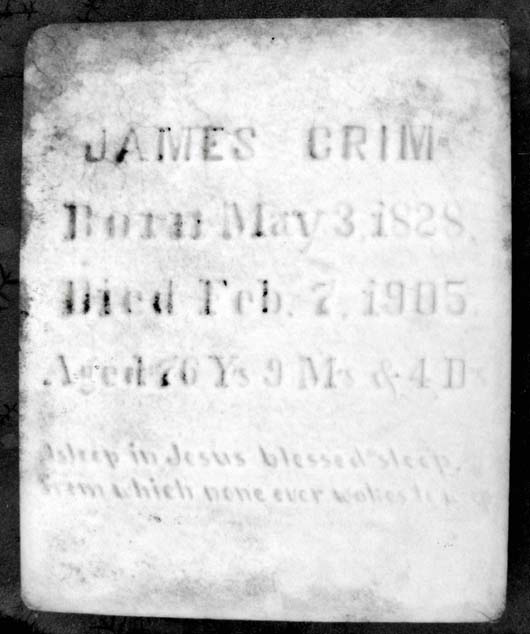 JAMES CRIM
Born May 3, 1828.
Died Feb. 7, 1905.
Aged 76 Ys 9 Ms & 4 Ds
Asleep in Jesus blessed sleep,
From which none ever wakes to weep